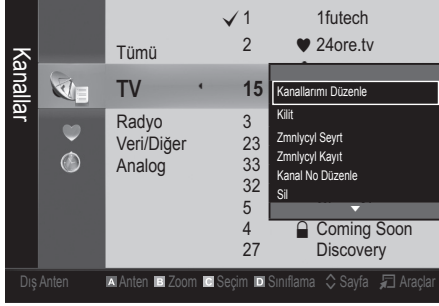 Kanallar
✓ 1 1futech
Tümü 2 ♥ 24ore.tv
TV 15
Kanallarımı Düzenle
Kilit
Zmnlycyl Seyrt
Zmnlycyl Kayıt
Kanal No Düzenle
Sil
Radyo 3
Veri/Diğer 23
Analog 33
32
5
4 Coming Soon
27 Discovery
Dış Anten A Anten B Zoom C Seçim D Sınıflama Sayfa Araçlar